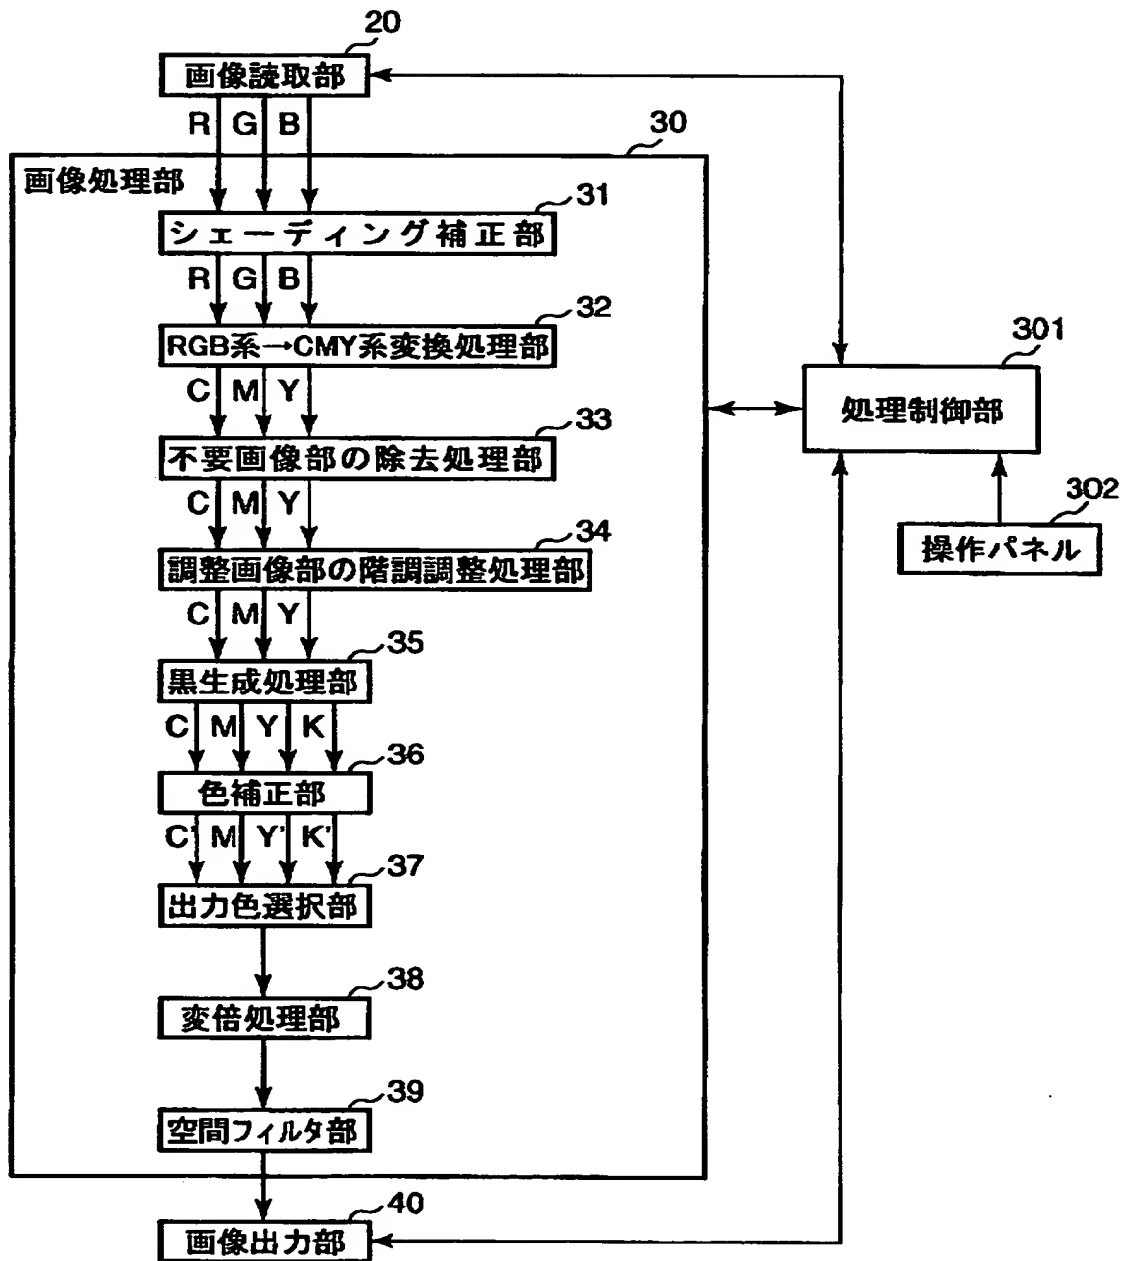 20
画像読取部
R G B
30
画像処理部
31
シェーディング補正部
R G B
32
RGB系→CMY系変換処理部
301
処理制御部
C M Y
33
不要画像部の除去処理部
302
操作パネル
C M Y
34
調整画像部の階調調整処理部
C M Y
35
黒生成処理部
C M Y K
36
色補正部
C' M Y' K'
37
出力色選択部
38
変倍処理部
39
空間フィルタ部
40
画像出力部